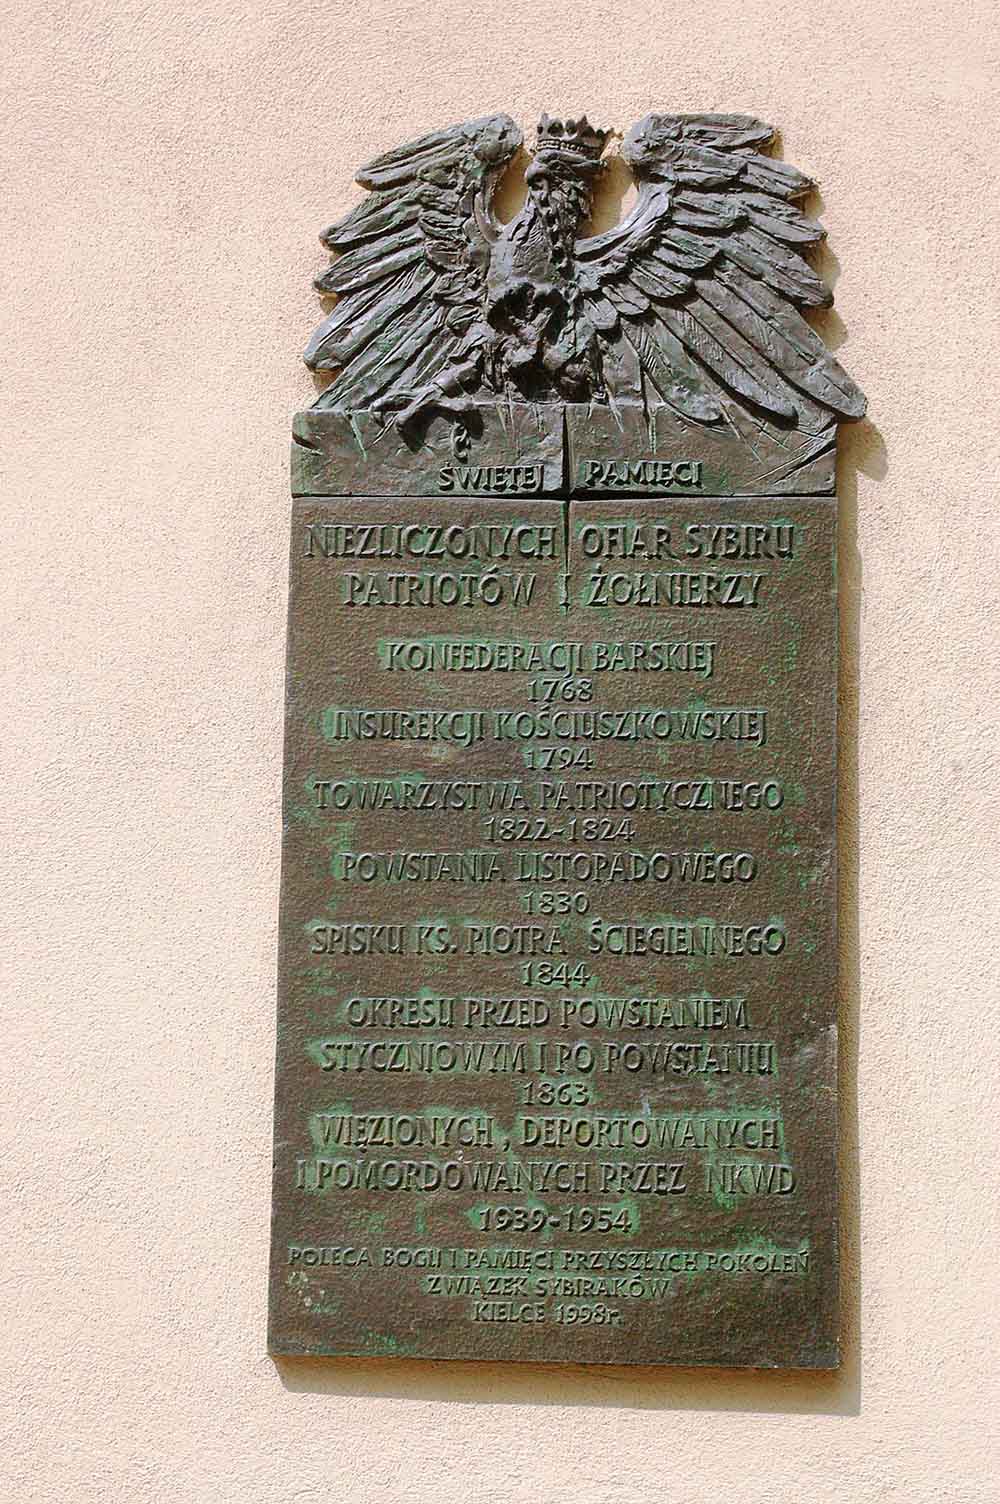 ŚWIĘTEJ PAMIĘCI
NIEZLICZONYCH OFIAR SYBIRU
PATRIOTÓW I ŻOŁNIERZY
KONFEDERACJI BARSKIEJ
1768
INSUREKCJI KOŚCIUSZKOWSKIEJ
1794
TOWARZYSTWA PATRIOTYCZNEGO
1822-1824
POWSTANIA LISTOPADOWEGO
1830
SPISKU KS. PIOTRA ŚCIEGIENNEGO
1844
OKRESU PRZED POWSTANIEM
STYCZNIOWYM I PO POWSTANIU
1863
WIĘZIONYCH, DEPORTOWANYCH
I POMORDOWANYCH PRZEZ NKWD
1939-1954
POLECA BOGU I PAMIĘCI PRZYSZŁYCH POKOLEŃ
ZWIĄZEK SYBIRAKÓW
KIELCE 1998r.